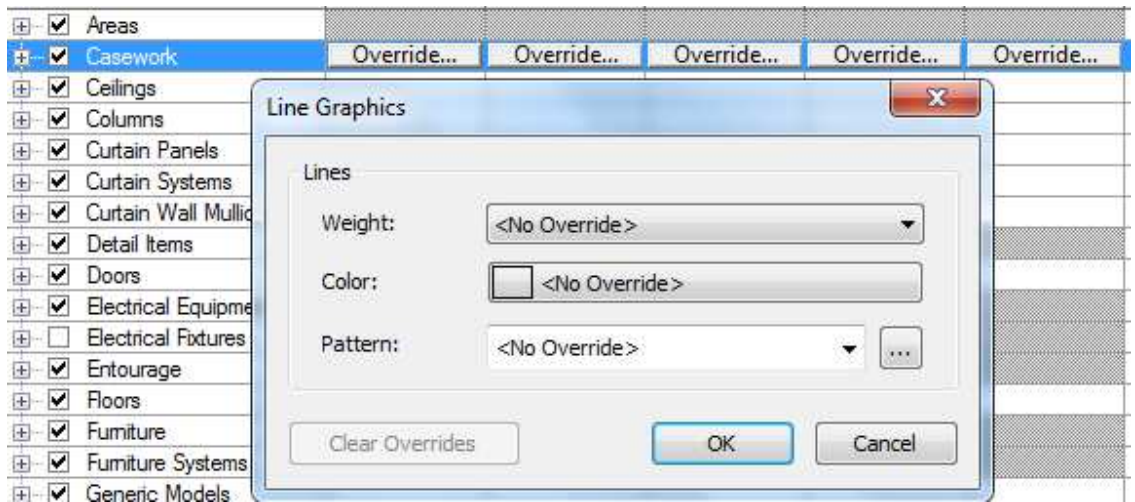 Areas
Casework Override... Override... Override... Override... Override...
Ceilings
Line Graphics
Columns
Curtain Panels
Lines
Curtain Systems
Curtain Wall Mullio
Weight: <No Override>
Detail Items
Doors
Color: <No Override>
Electrical Equipme
Electrical Fixtures
Pattern: <No Override> ...
Entourage
Floors
Furniture
Clear Overrides OK Cancel
Furniture Systems
Generic Models